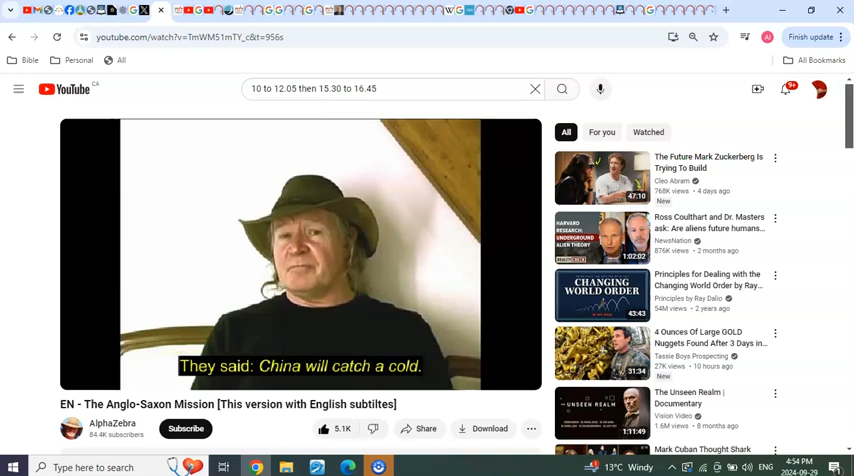 youtube.com/watch?v=TmWM51mTY_c&t=956s
AI
Finish update
Bible
Personal
All
All Bookmarks
YouTube CA
10 to 12.05 then 15.30 to 16.45
9+
They said: China will catch a cold.
EN - The Anglo-Saxon Mission [This version with English subtiltes]
AlphaZebra
84.4K subscribers
Subscribe
5.1K
Share
Download
All
For you
Watched
47:10
The Future Mark Zuckerberg Is
Trying To Build
Cleo Abram
768K views • 4 days ago
New
HARVARD
RESEARCH:
UNDERGROUND
ALIEN THEORY
REALITY CHECK
1:02:02
Ross Coulthart and Dr. Masters
ask: Are aliens future humans...
NewsNation
876K views • 2 months ago
PRINCIPLES FOR DEALING WITH THE
CHANGING
WORLD ORDER
43:43
Principles for Dealing with the
Changing World Order by Ray...
Principles by Ray Dalio
54M views • 2 years ago
31:34
4 Ounces Of Large GOLD
Nuggets Found After 3 Days in...
Tassie Boys Prospecting
27K views • 10 hours ago
New
THE
UNSEEN
REALM
1:11:49
The Unseen Realm |
Documentary
Vision Video
1.6M views • 8 months ago
Mark Cuban Thought Shark
Type here to search
13°C Windy
ENG
4:54 PM
2024-09-29